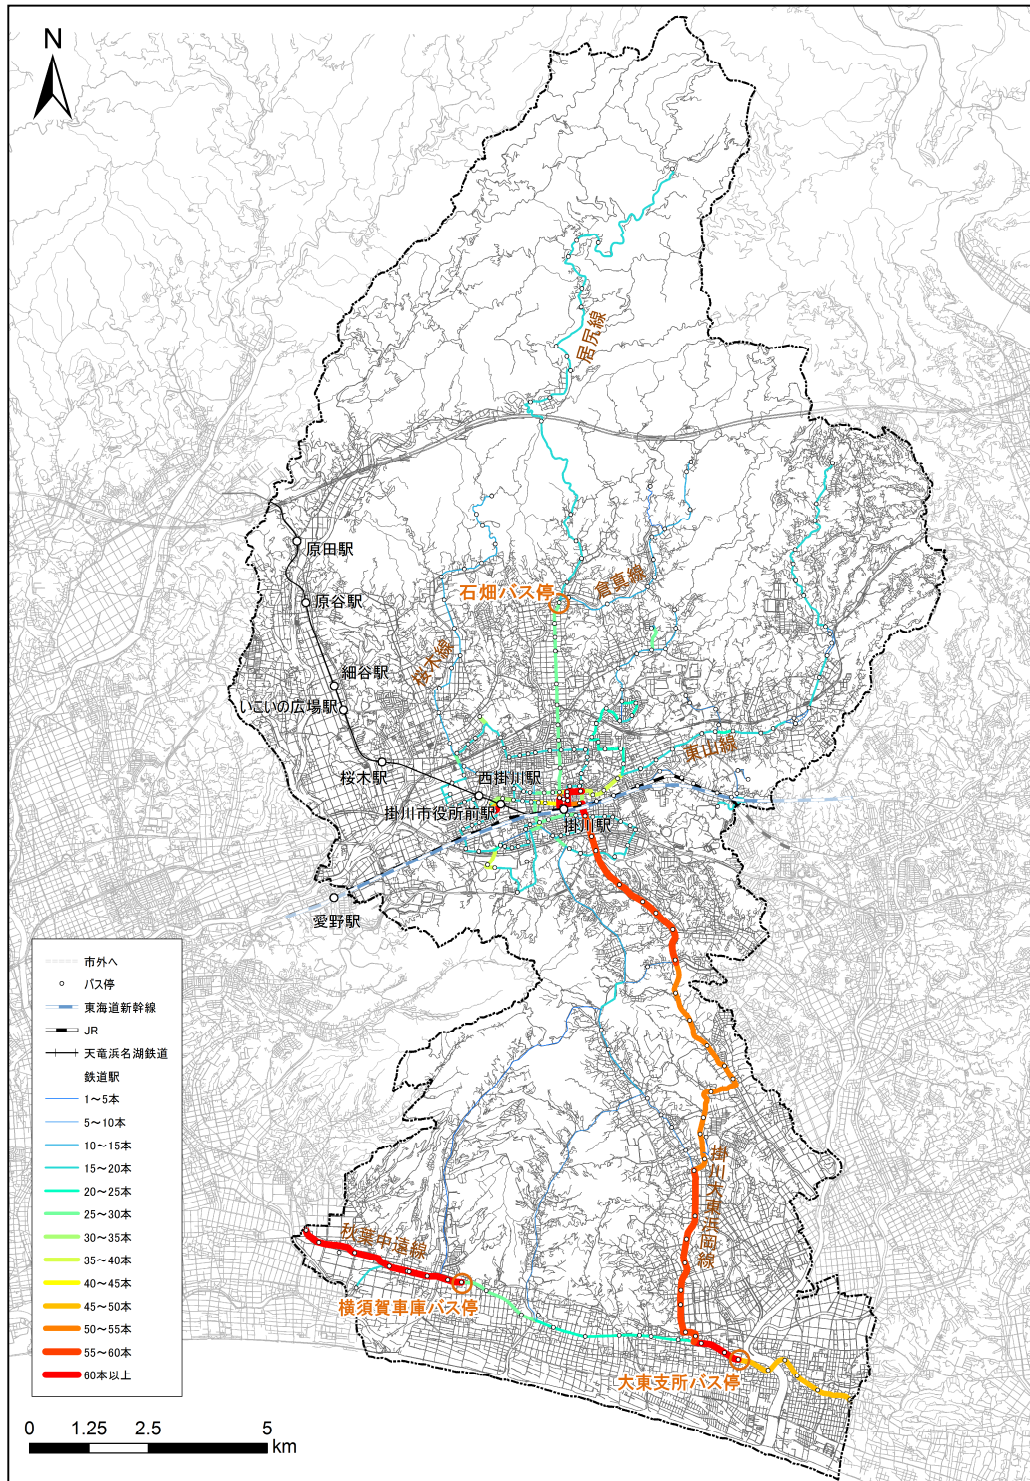 N
居尻線
原田駅
原谷駅
石畑バス停
倉真線
細谷駅
桜木線
いこいの広場駅
東山線
桜木駅
西掛川駅
掛川市役所前駅
掛川駅
愛野駅
市外へ
バス停
東海道新幹線
JR
天竜浜名湖鉄道
鉄道駅
1～5本
5～10本
10～15本
15～20本
20～25本
25～30本
30～35本
35～40本
40～45本
45～50本
50～55本
55～60本
60本以上
掛川大東浜岡線
秋葉中遠線
横須賀車庫バス停
大東支所バス停
0 1.25 2.5 5
km